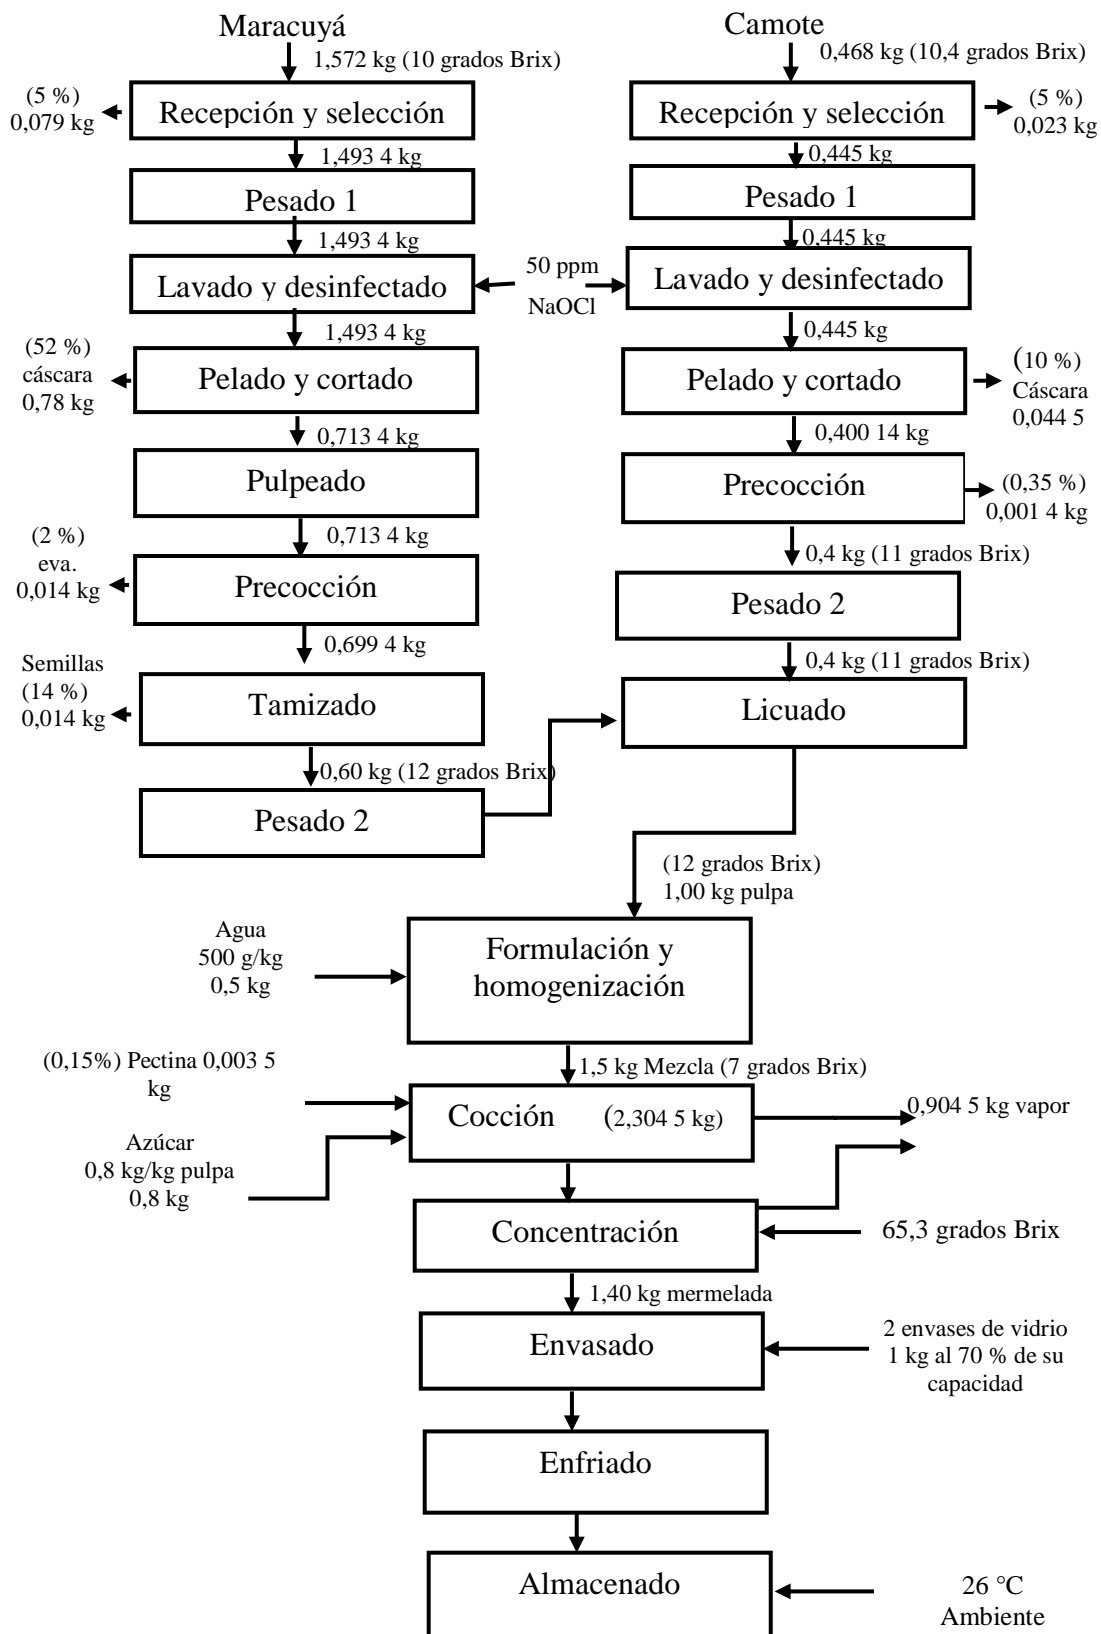 Maracuyá
1,572 kg (10 grados Brix)
(5 %)
0,079 kg
Recepción y selección
1,493 4 kg
Pesado 1
1,493 4 kg
Lavado y desinfectado
50 ppm
NaOCl
1,493 4 kg
(52 %)
cáscara
0,78 kg
Pelado y cortado
0,713 4 kg
Pulpeado
0,713 4 kg
(2 %)
eva.
0,014 kg
Precocción
0,699 4 kg
Semillas
(14 %)
0,014 kg
Tamizado
0,60 kg (12 grados Brix)
Pesado 2
Camote
0,468 kg (10,4 grados Brix)
Recepción y selección
(5 %)
0,023 kg
0,445 kg
Pesado 1
0,445 kg
Lavado y desinfectado
0,445 kg
Pelado y cortado
(10 %)
Cáscara
0,044 5
0,400 14 kg
Precocción
(0,35 %)
0,001 4 kg
0,4 kg (11 grados Brix)
Pesado 2
0,4 kg (11 grados Brix)
Licuado
(12 grados Brix)
1,00 kg pulpa
Agua
500 g/kg
0,5 kg
Formulación y
homogenización
1,5 kg Mezcla (7 grados Brix)
(0,15%) Pectina 0,003 5
kg
Azúcar
0,8 kg/kg pulpa
0,8 kg
Cocción (2,304 5 kg)
0,904 5 kg vapor
Concentración
65,3 grados Brix
1,40 kg mermelada
Envasado
2 envases de vidrio
1 kg al 70 % de su
capacidad
Enfriado
Almacenado
26 °C
Ambiente